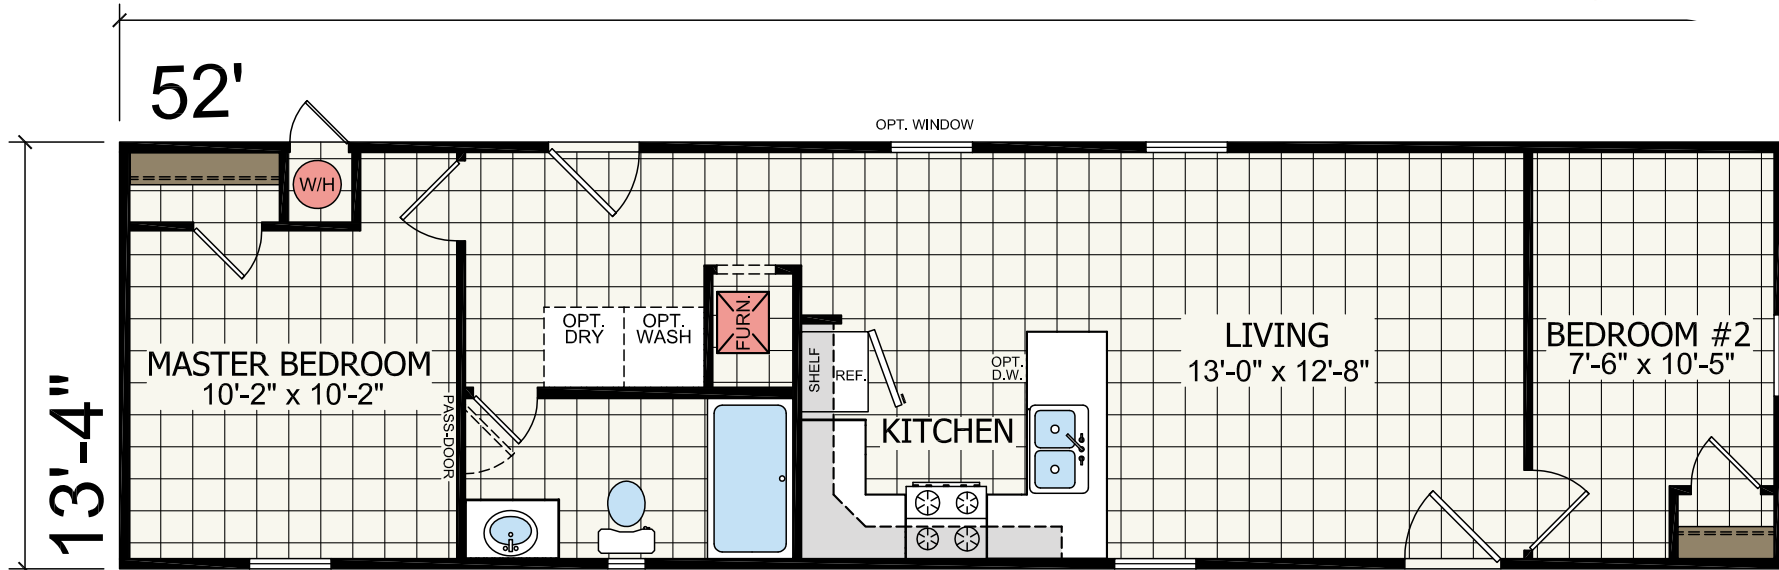 52'
OPT. WINDOW
W/H
13'-4"
MASTER BEDROOM
10'-2" x 10'-2"
PASS-DOOR
OPT.
DRY
OPT.
WASH
FURN.
SHELF
REF.
OPT.
D.W.
KITCHEN
LIVING
13'-0" x 12'-8"
BEDROOM #2
7'-6" x 10'-5"